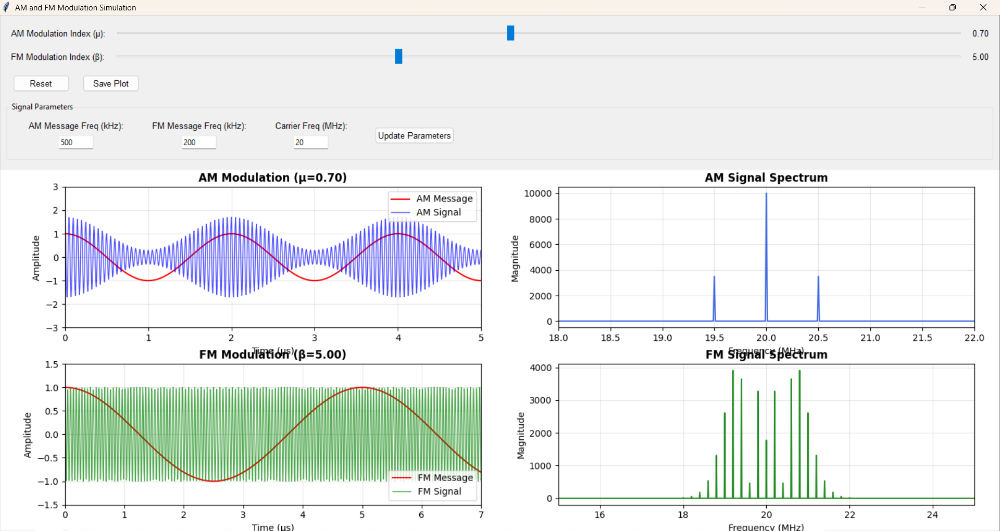 AM and FM Modulation Simulation
AM Modulation Index (μ): 0.70
FM Modulation Index (β): 5.00
Reset Save Plot
Signal Parameters
AM Message Freq (kHz): FM Message Freq (kHz): Carrier Freq (MHz):
500 200 20 Update Parameters
AM Modulation (μ=0.70)
3
2
1
0
−1
−2
−3
Amplitude
AM Message
AM Signal
0 1 2 3 4 5
Time (μs)
AM Signal Spectrum
10000
8000
6000
4000
2000
0
Magnitude
18.0 18.5 19.0 19.5 20.0 20.5 21.0 21.5 22.0
Frequency (MHz)
FM Modulation (β=5.00)
1.5
1.0
0.5
0.0
−0.5
−1.0
−1.5
Amplitude
FM Message
FM Signal
0 1 2 3 4 5 6 7
Time (μs)
FM Signal Spectrum
4000
3000
2000
1000
0
Magnitude
16 18 20 22 24
Frequency (MHz)